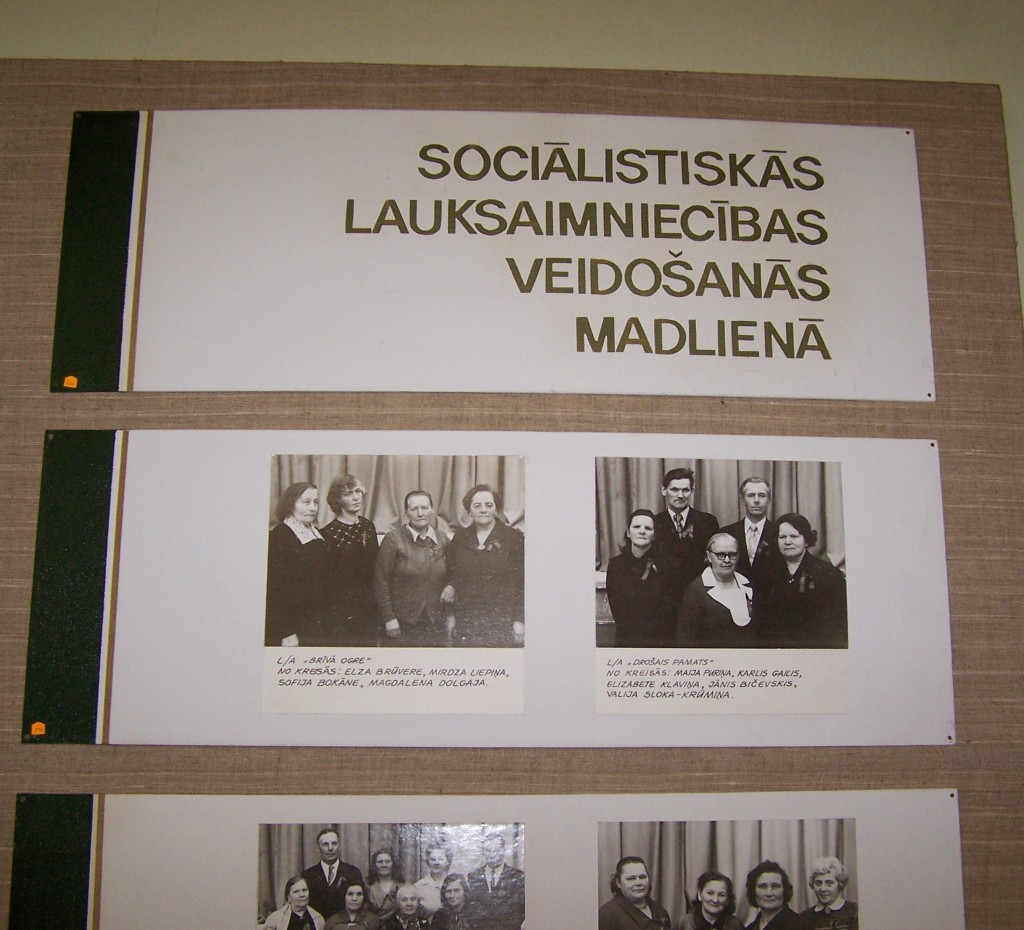 SOCIĀLISTISKĀS
LAUKSAIMNIECĪBAS
VEIDOŠANĀS
MADLIENĀ
L/A „BRĪVĀ OGRE"
NO KREISĀS: ELZA BRŪVERE, MIRDZA LIEPIŅA,
SOFIJA BOKĀNE, MAGDALENA DOLGAJA.
L/A „DROŠAIS PAMATS"
NO KREISĀS: MAIJA PURIŅA, KARLIS GAILIS,
ELIZABETE KLAVIŅA, JĀNIS BIČEVSKIS,
VALIJA SLOKA-KRŪMIŅA.